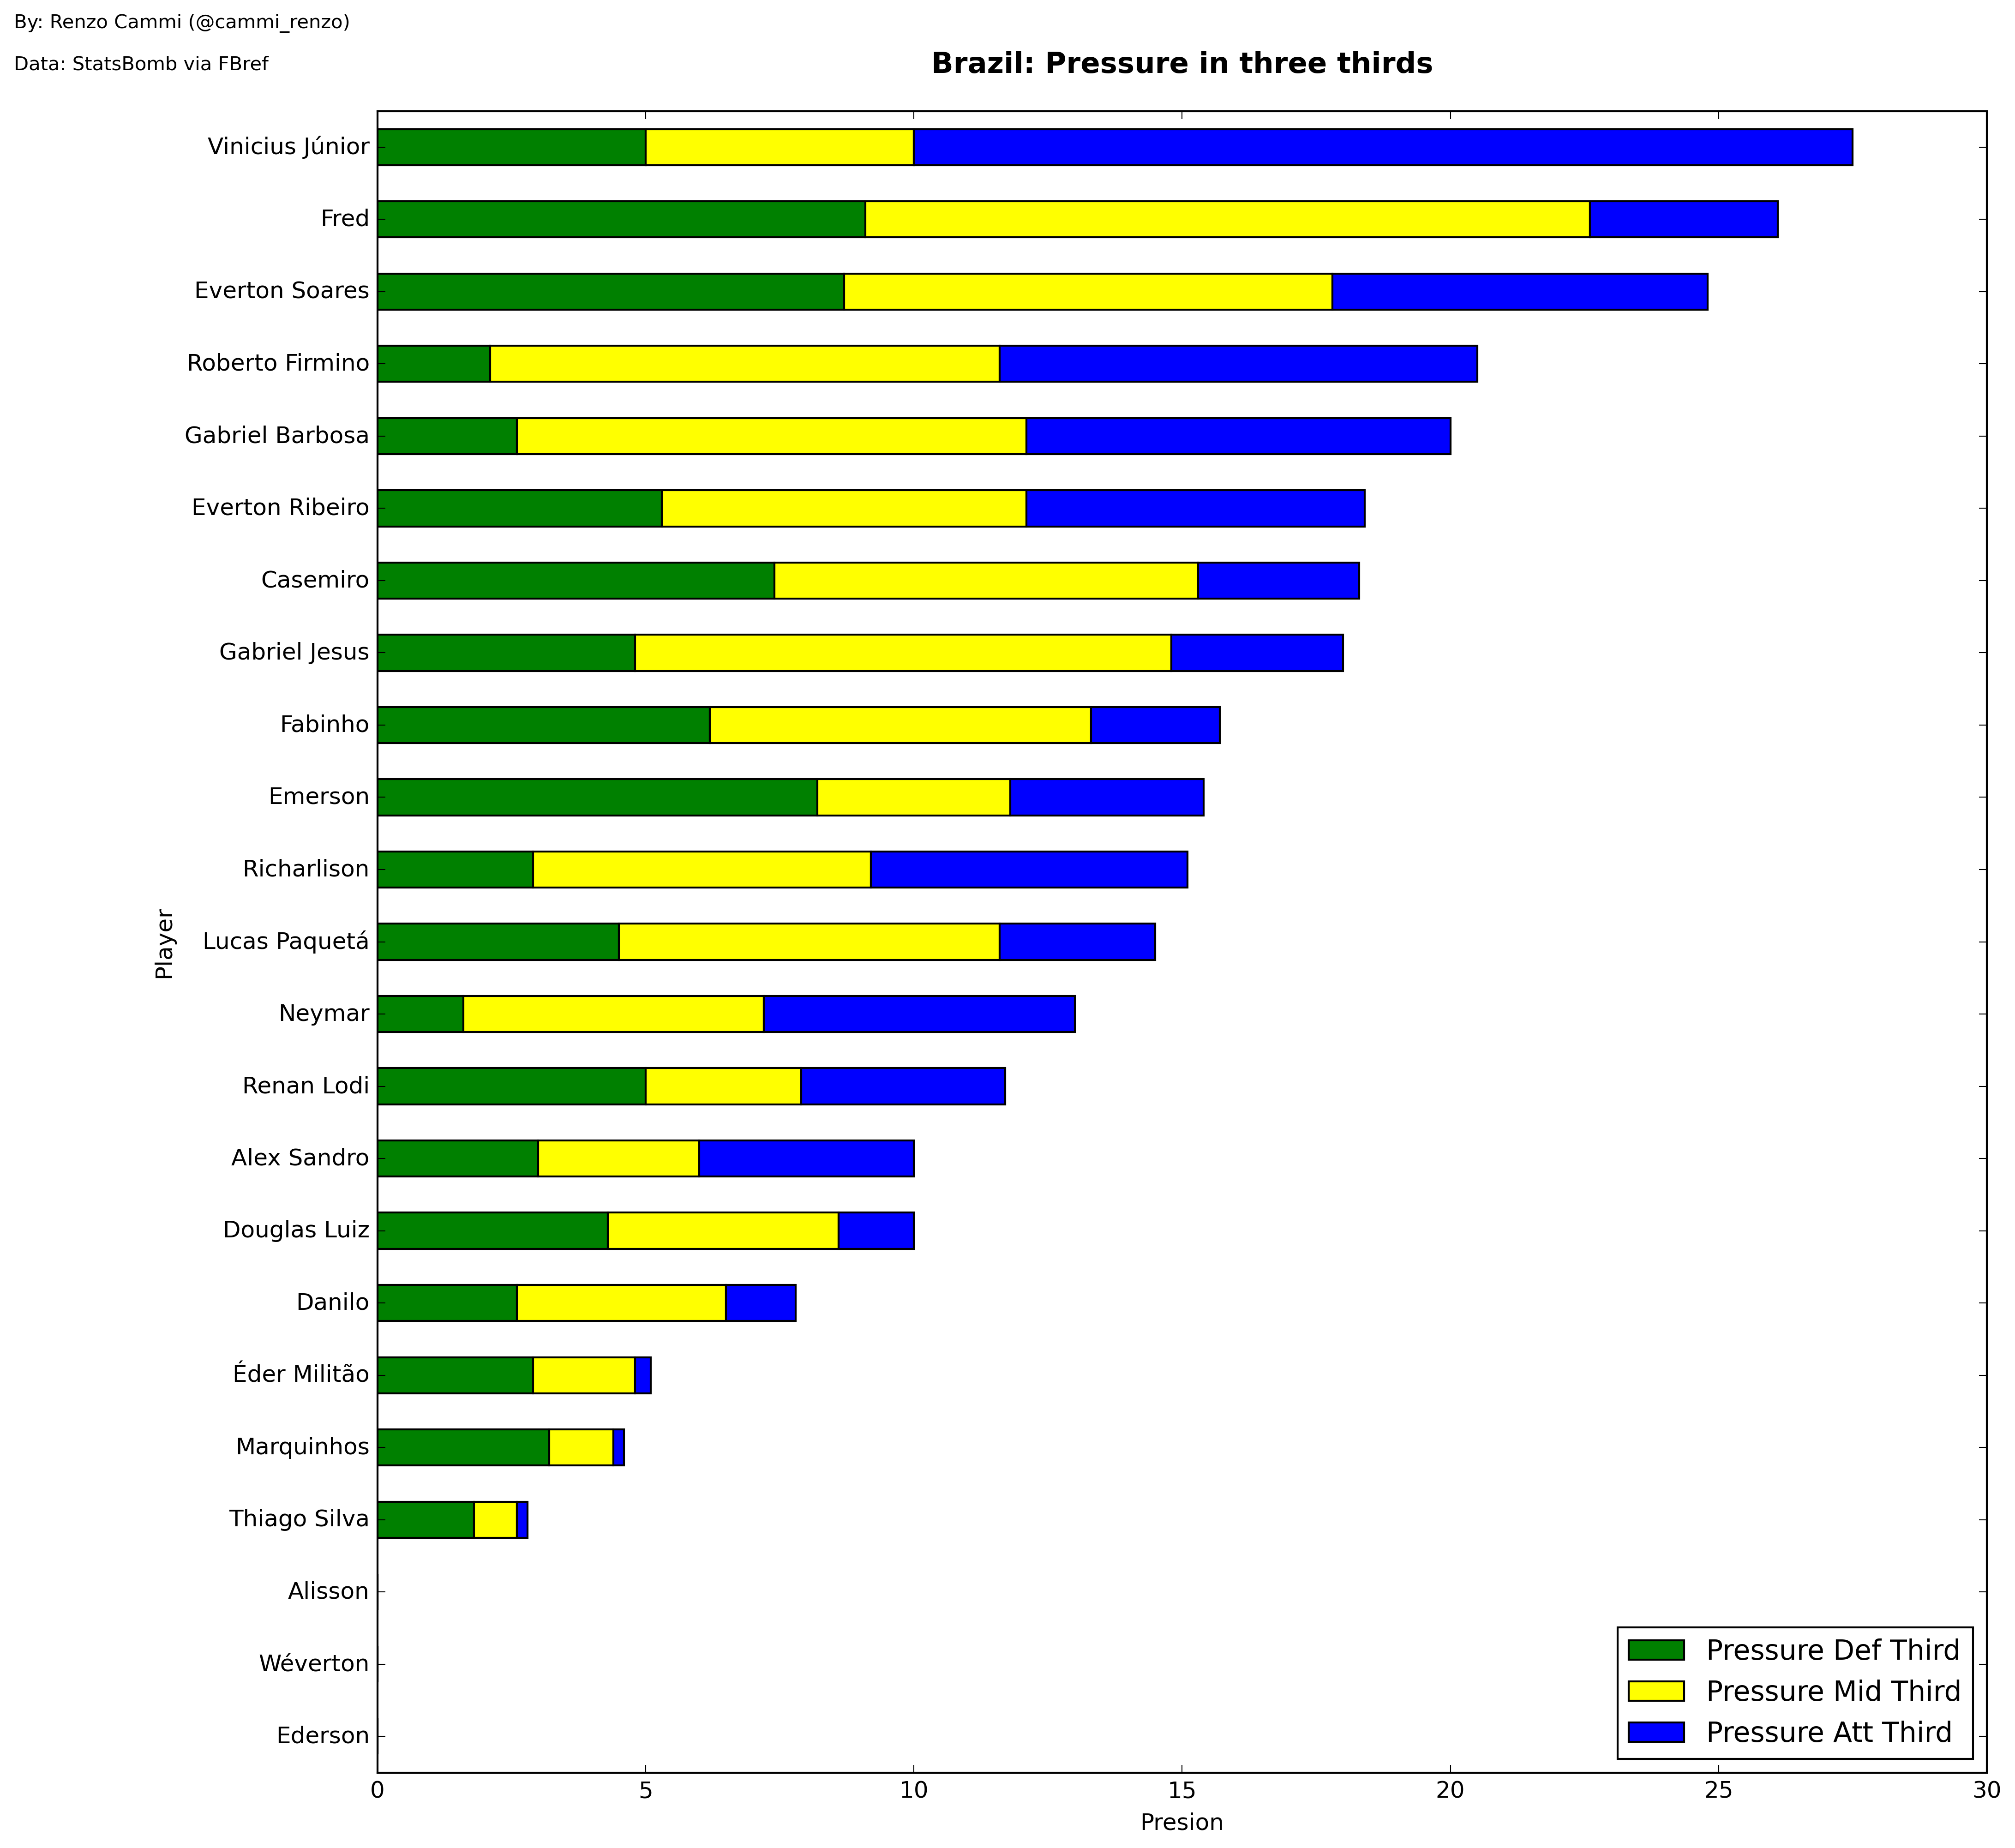 By: Renzo Cammi (@cammi_renzo)
Data: StatsBomb via FBref
Brazil: Pressure in three thirds
Vinicius Júnior
Fred
Everton Soares
Roberto Firmino
Gabriel Barbosa
Everton Ribeiro
Casemiro
Gabriel Jesus
Fabinho
Emerson
Richarlison
Lucas Paquetá
Neymar
Renan Lodi
Alex Sandro
Douglas Luiz
Danilo
Éder Militão
Marquinhos
Thiago Silva
Alisson
Wéverton
Ederson
Player
Pressure Def Third
Pressure Mid Third
Pressure Att Third
0 5 10 15 20 25 30
Presion